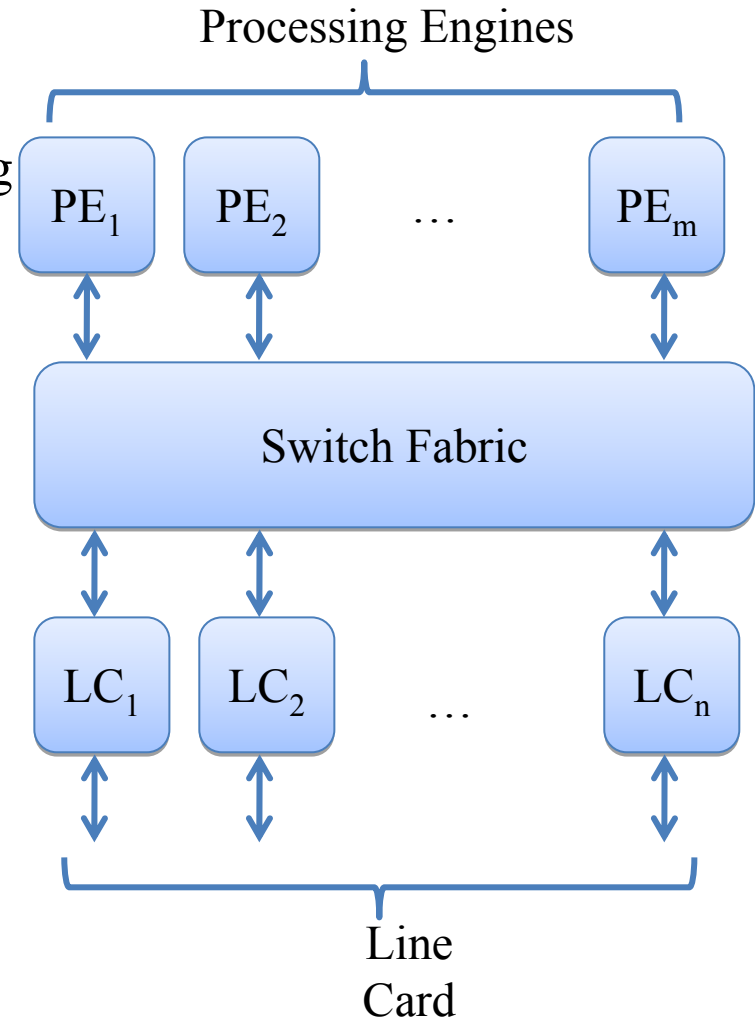 Processing Engines
g
PE₁ PE₂ ... PEₘ
Switch Fabric
LC₁ LC₂ ... LCₙ
Line
Card